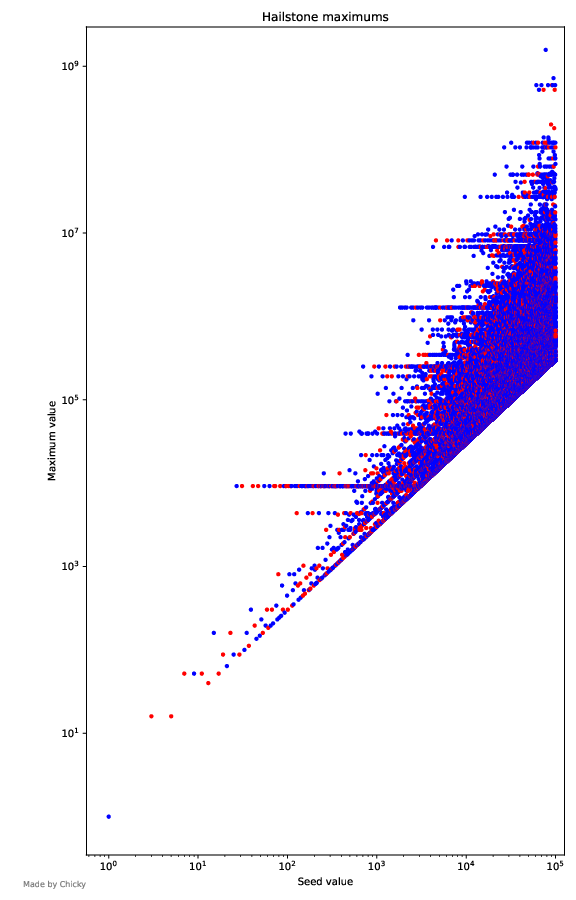 Hailstone maximums
10⁹
10⁷
10⁵
10³
10¹
Maximum value
10⁰ 10¹ 10² 10³ 10⁴ 10⁵
Seed value
Made by Chicky